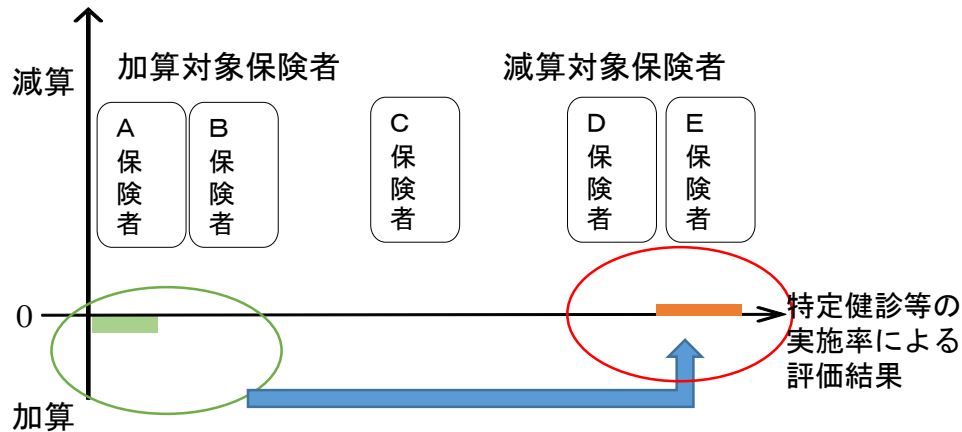 減算
加算対象保険者
減算対象保険者
A
保
険
者
B
保
険
者
C
保
険
者
D
保
険
者
E
保
険
者
0
特定健診等の
実施率による
評価結果
加算